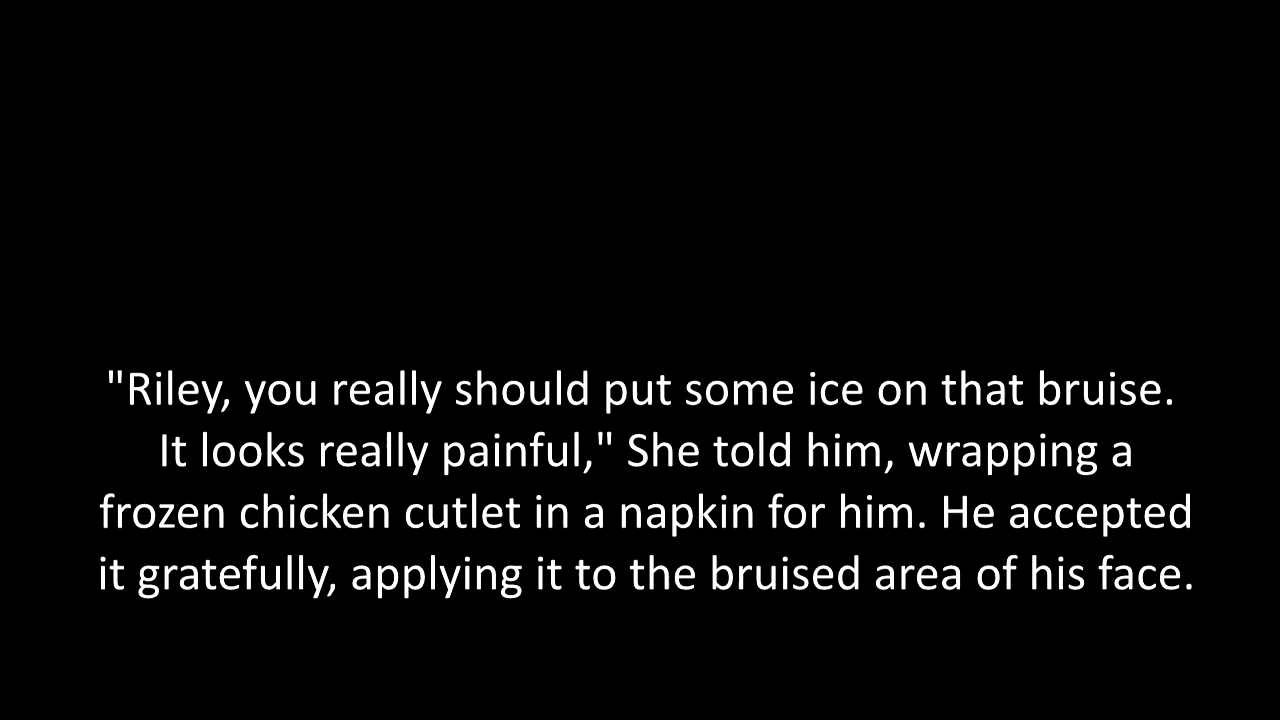 "Riley, you really should put some ice on that bruise.
It looks really painful," She told him, wrapping a
frozen chicken cutlet in a napkin for him. He accepted
it gratefully, applying it to the bruised area of his face.